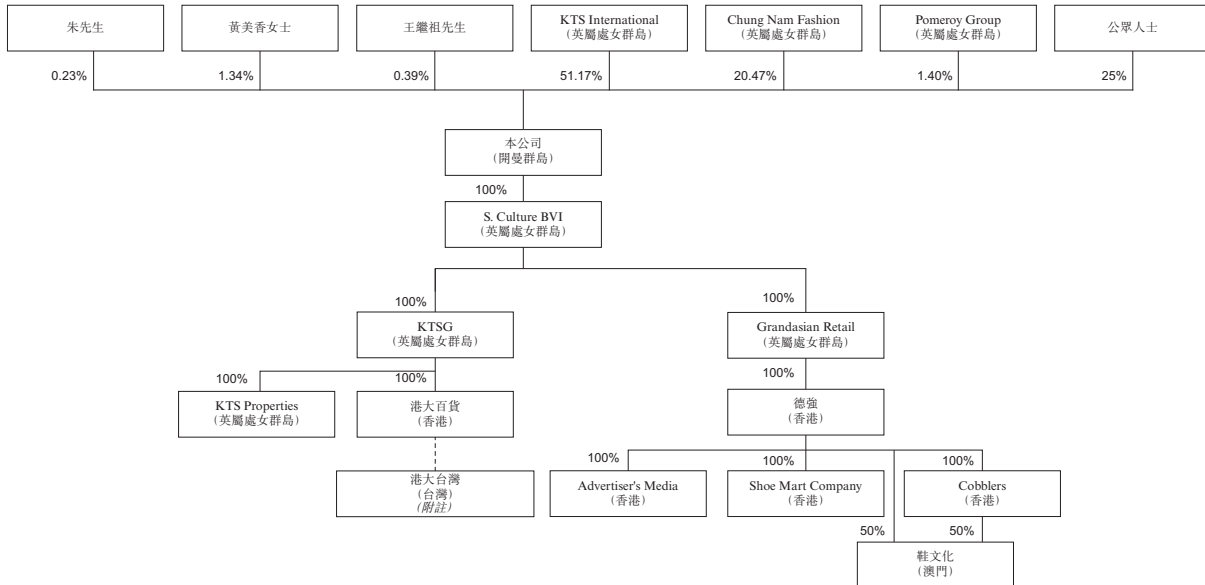 朱先生
黃美香女士
王繼祖先生
KTS International
(英屬處女群島)
Chung Nam Fashion
(英屬處女群島)
Pomeroy Group
(英屬處女群島)
公眾人士
0.23%
1.34%
0.39%
51.17%
20.47%
1.40%
25%
本公司
(開曼群島)
100%
S. Culture BVI
(英屬處女群島)
100%
100%
KTSG
(英屬處女群島)
Grandasian Retail
(英屬處女群島)
100%
100%
100%
KTS Properties
(英屬處女群島)
港大百貨
(香港)
德強
(香港)
港大台灣
(台灣)
(附註)
100%
100%
100%
Advertiser's Media
(香港)
Shoe Mart Company
(香港)
Cobblers
(香港)
50%
50%
鞋文化
(澳門)